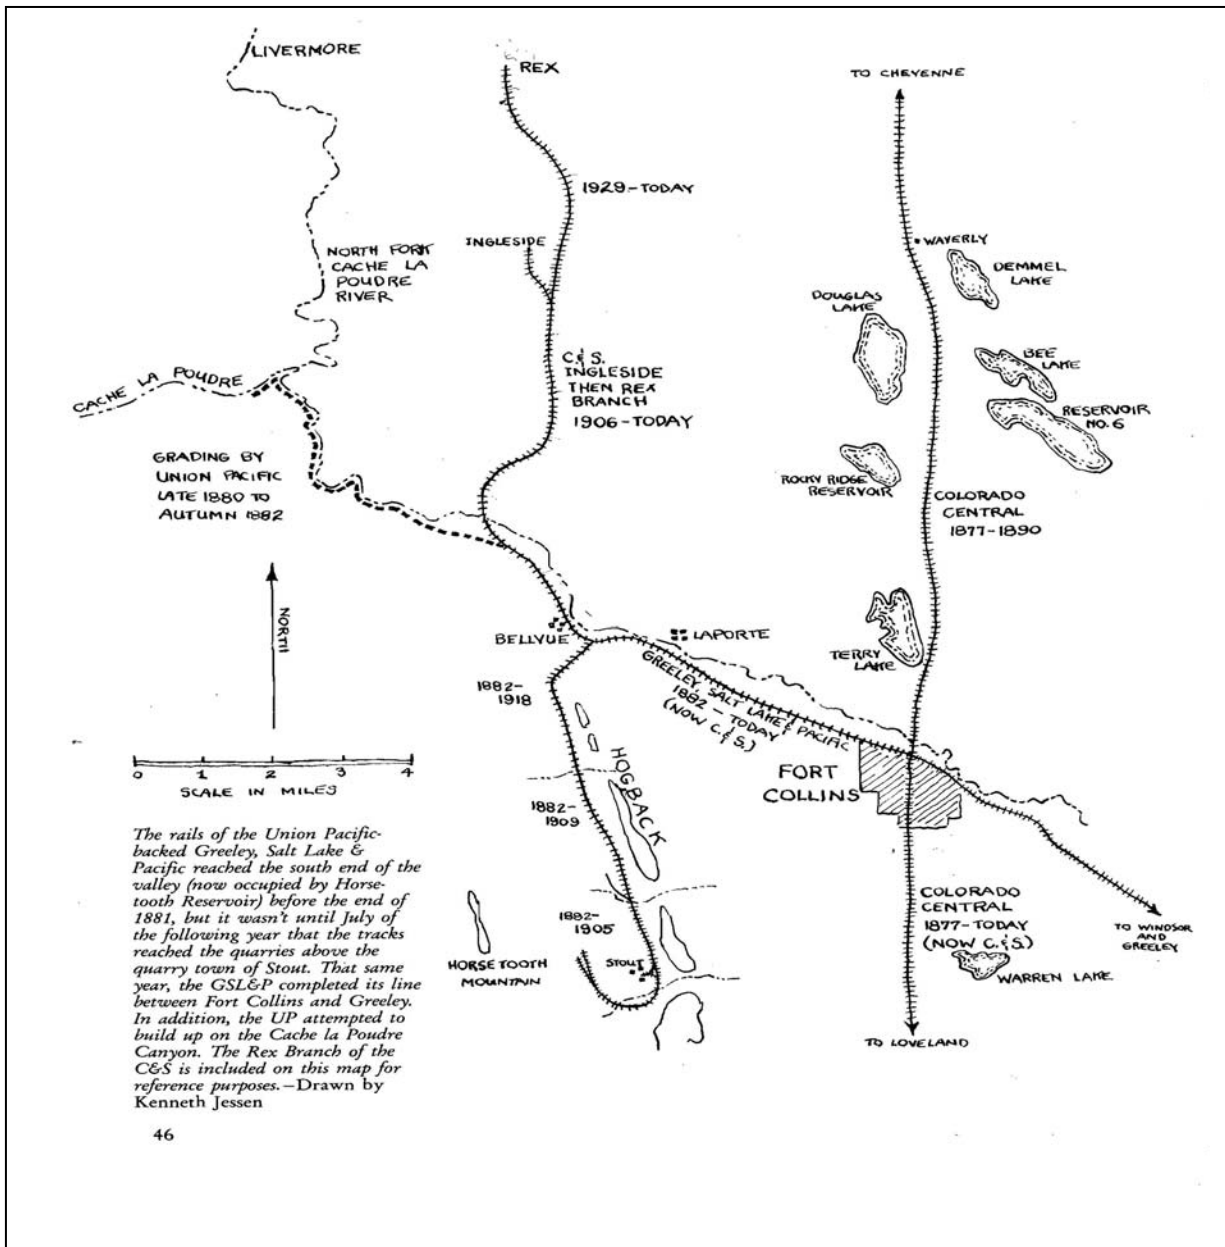 LIVERMORE
REX
TO CHEYENNE
1929-TODAY
INGLESIDE
WAVERLY
NORTH FORK
CACHE LA
POUDRE
RIVER
DEMMEL
LAKE
DOUGLAS
LAKE
C&S.
INGLESIDE
THEN REX
BRANCH
1906-TODAY
BEE
LAKE
CACHE LA POUDRE
RESERVOIR
NO. 6
GRADING BY
UNION PACIFIC
LATE 1880 TO
AUTUMN 1882
ROCKY RIDGE
RESERVOIR
COLORADO
CENTRAL
1877-1890
NORTH
BELLVUE
LAPORTE
TERRY
LAKE
GREELEY, SALT LAKE & PACIFIC
1882-TODAY
(NOW C.&S.)
1882-
1918
HOGBACK
FORT
COLLINS
0 1 2 3 4
SCALE IN MILES
1882-
1909
The rails of the Union Pacific-
backed Greeley, Salt Lake &
Pacific reached the south end of the
valley (now occupied by Horse-
tooth Reservoir) before the end of
1881, but it wasn't until July of
the following year that the tracks
reached the quarries above the
quarry town of Stout. That same
year, the GSL&P completed its line
between Fort Collins and Greeley.
In addition, the UP attempted to
build up on the Cache la Poudre
Canyon. The Rex Branch of the
C&S is included on this map for
reference purposes.—Drawn by
Kenneth Jessen
1882-
1905
STOUT
HORSETOOTH
MOUNTAIN
COLORADO
CENTRAL
1877-TODAY
(NOW C.&S.)
TO WINDSOR
AND
GREELEY
WARREN LAKE
TO LOVELAND
46